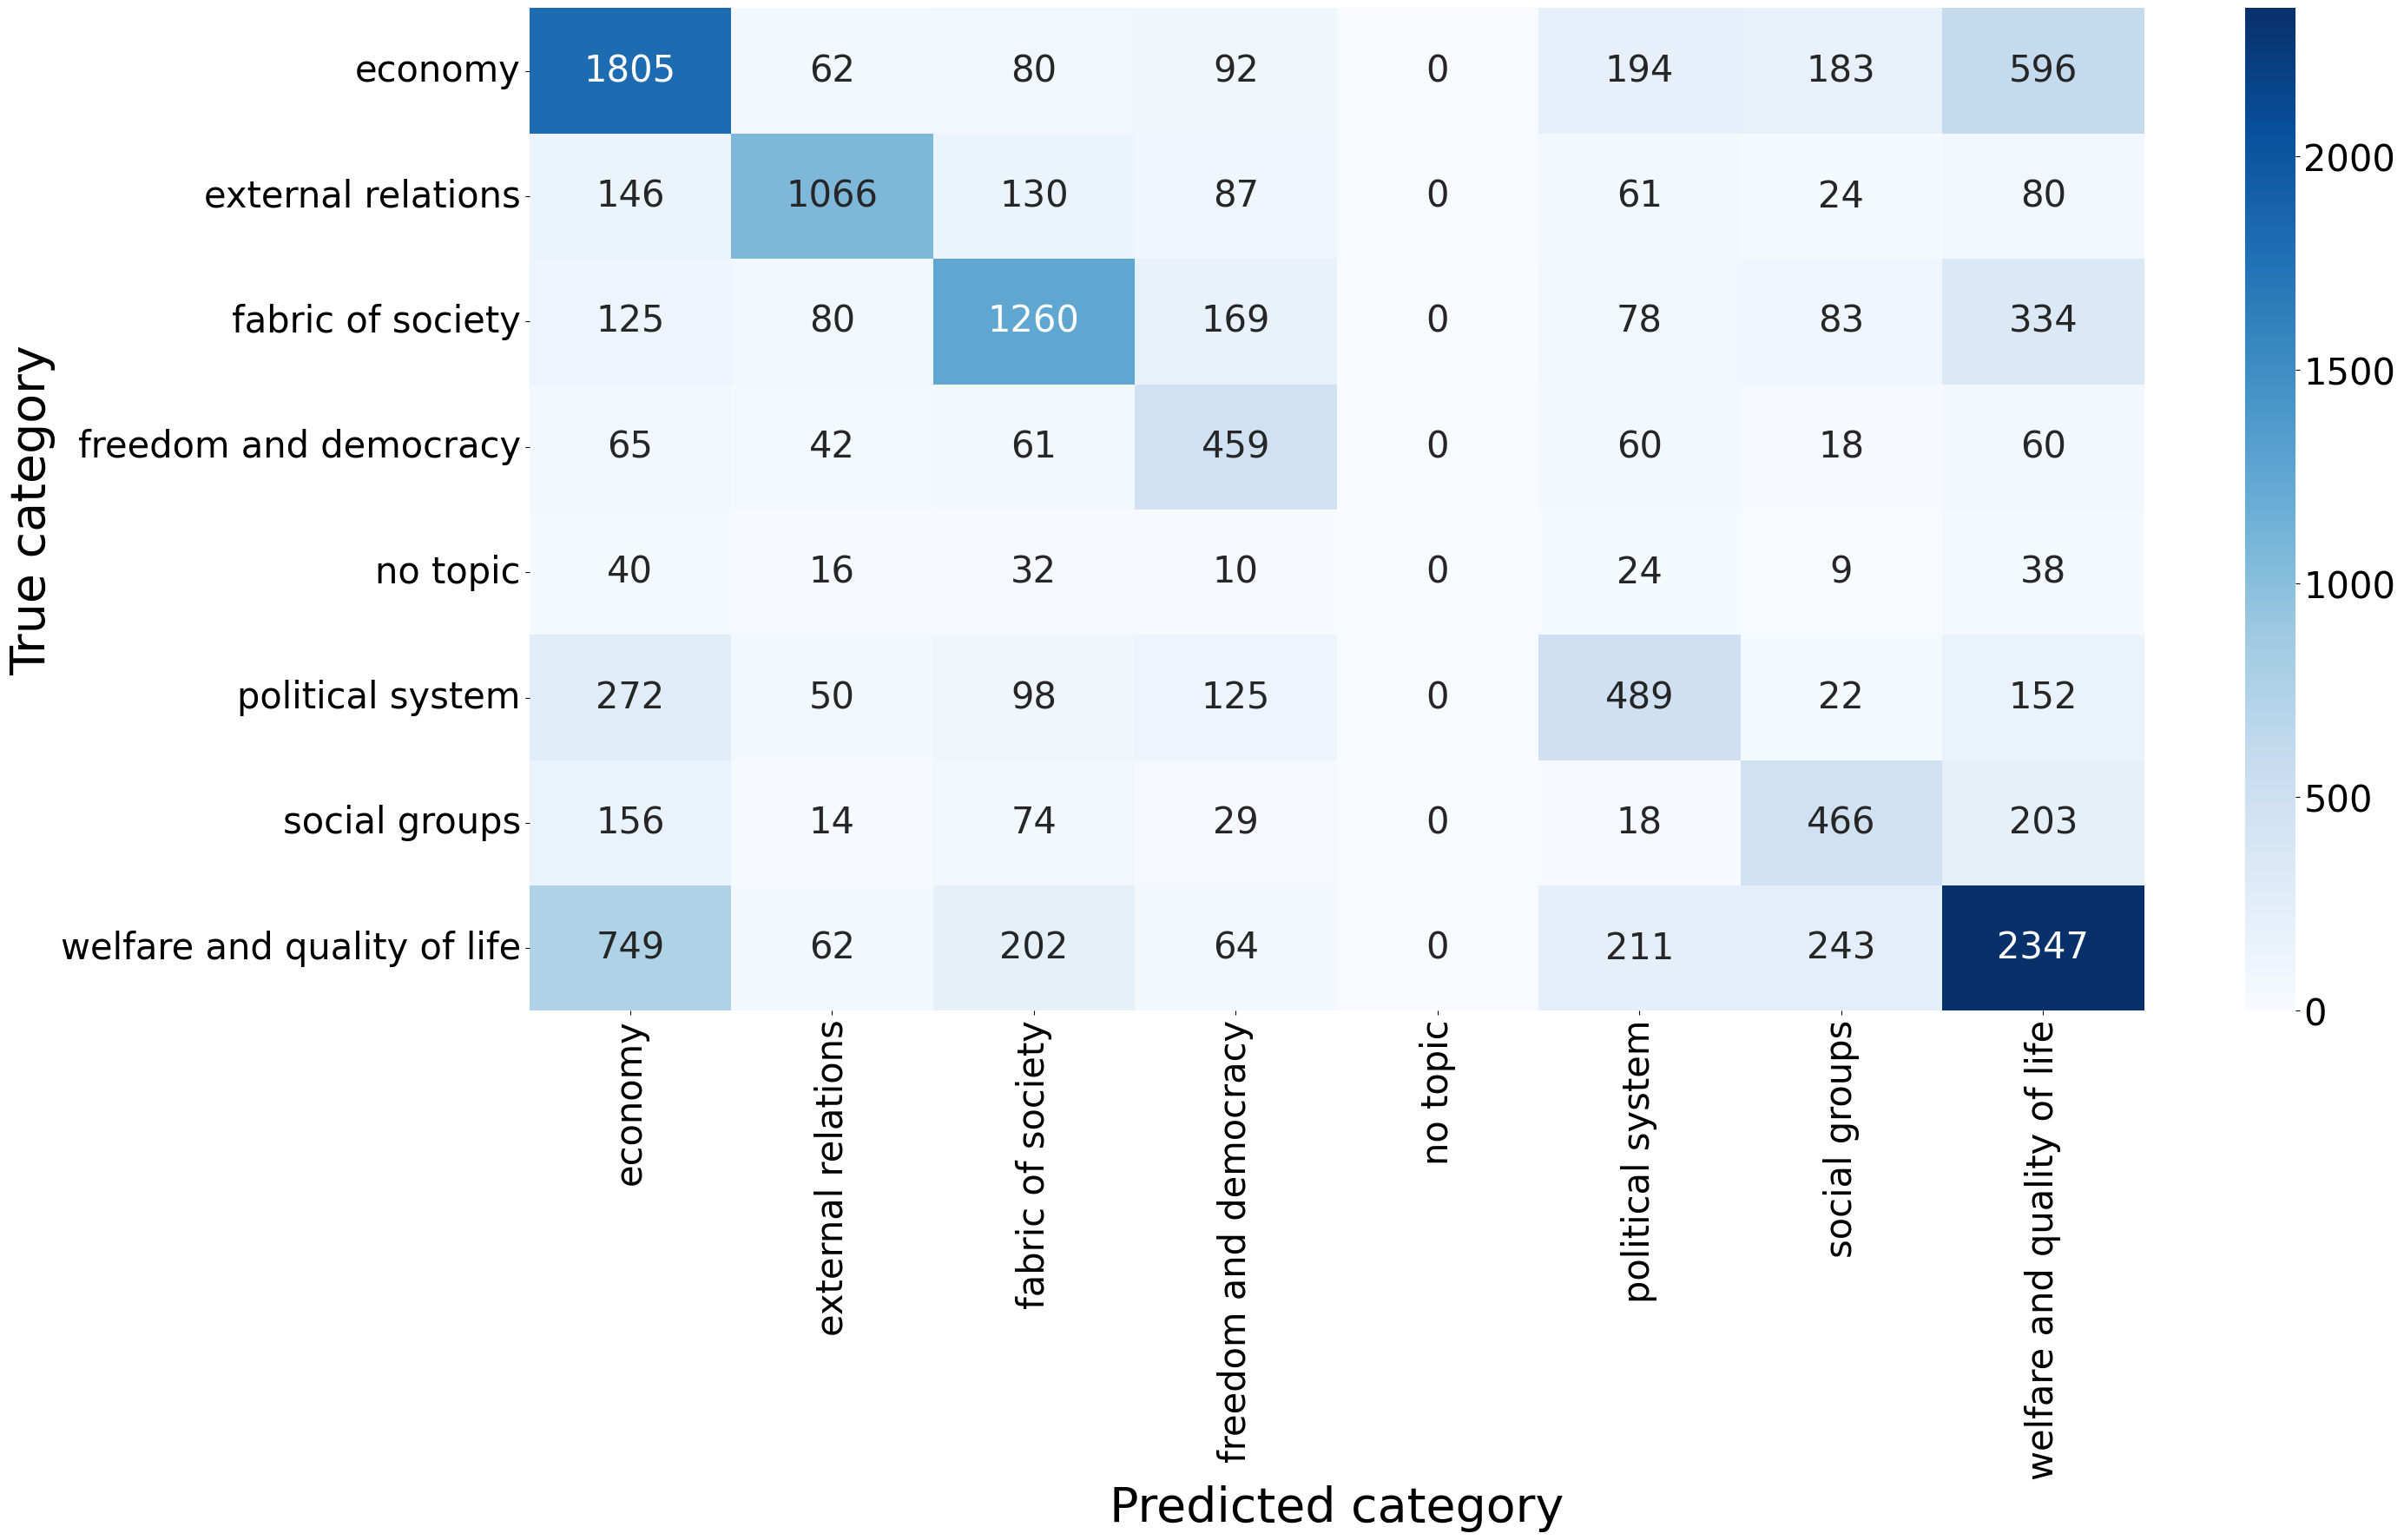 True category
economy 1805 62 80 92 0 194 183 596
external relations 146 1066 130 87 0 61 24 80
fabric of society 125 80 1260 169 0 78 83 334
freedom and democracy 65 42 61 459 0 60 18 60
no topic 40 16 32 10 0 24 9 38
political system 272 50 98 125 0 489 22 152
social groups 156 14 74 29 0 18 466 203
welfare and quality of life 749 62 202 64 0 211 243 2347
economy
external relations
fabric of society
freedom and democracy
no topic
political system
social groups
welfare and quality of life
Predicted category
2000
1500
1000
500
0